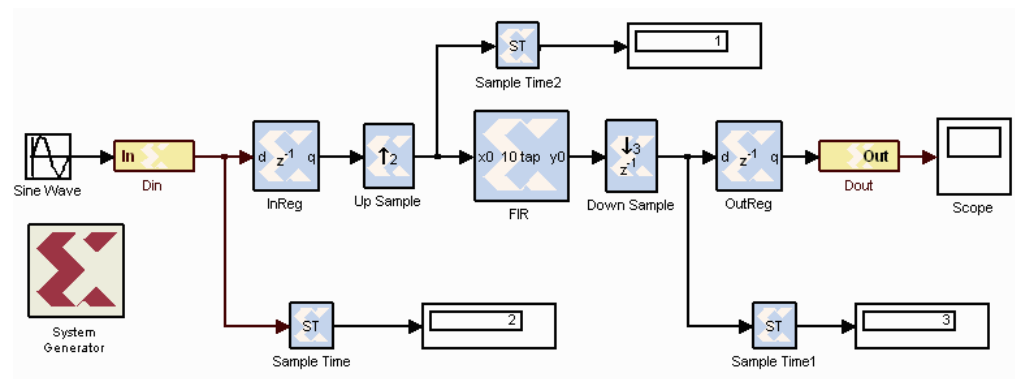 ST
1
Sample Time2
In
d z⁻¹ q
↑2
x0 10 tap y0
↓3
z⁻¹
d z⁻¹ q
Out
Sine Wave
Din
InReg
Up Sample
FIR
Down Sample
OutReg
Dout
Scope
System
Generator
ST
2
Sample Time
ST
3
Sample Time1